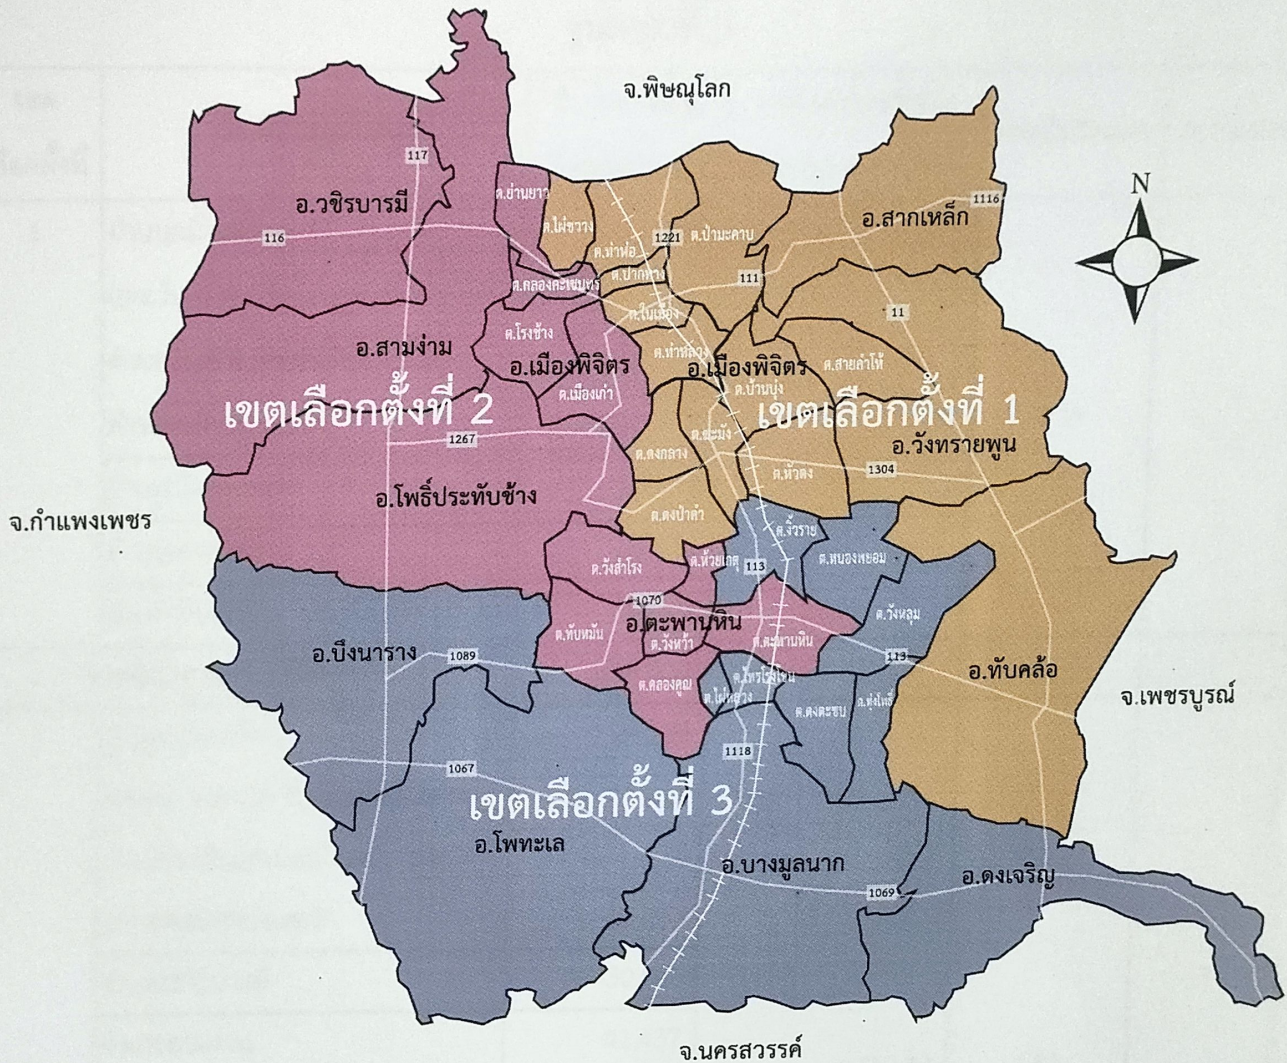 จ.พิษณุโลก
N
117
ต.ย่านยาว
1116
อ.วชิรบารมี
อ.สากเหล็ก
ต.ไผ่ขวาง
116
1221
ต.ป่ามะคาบ
ต.ท่าฬ่อ
ต.ปากทาง
111
ต.คลองคะเชนทร์
ต.ในเมือง
11
ต.โรงช้าง
อ.สามง่าม
ต.ท่าหลวง
อ.เมืองพิจิตร
อ.เมืองพิจิตร
ต.สายคำโห้
ต.เมืองเก่า
ต.บ้านบุ่ง
เขตเลือกตั้งที่ 2
เขตเลือกตั้งที่ 1
1267
ต.ฆะมัง
อ.วังทรายพูน
ต.ดงกลาง
1304
ต.หัวดง
อ.โพธิ์ประทับช้าง
จ.กำแพงเพชร
ต.ดงป่าคำ
ต.งิ้วราย
ต.หนองพยอม
ต.วังสำโรง
ต.ห้วยเกตุ
113
1070
ต.วังหลุม
อ.ตะพานหิน
ต.ทับหมัน
ต.วังหว้า
ต.ตะพานหิน
อ.บึงนาราง
1089
113
อ.ทับคล้อ
ต.คลองคูณ
ต.ไทรโรงโขน
ต.ไผ่หลวง
จ.เพชรบูรณ์
ต.ดงตะขบ
ต.ทุ่งโพธิ์
1118
1067
เขตเลือกตั้งที่ 3
อ.โพทะเล
อ.บางมูลนาก
อ.ดงเจริญ
1069
จ.นครสวรรค์